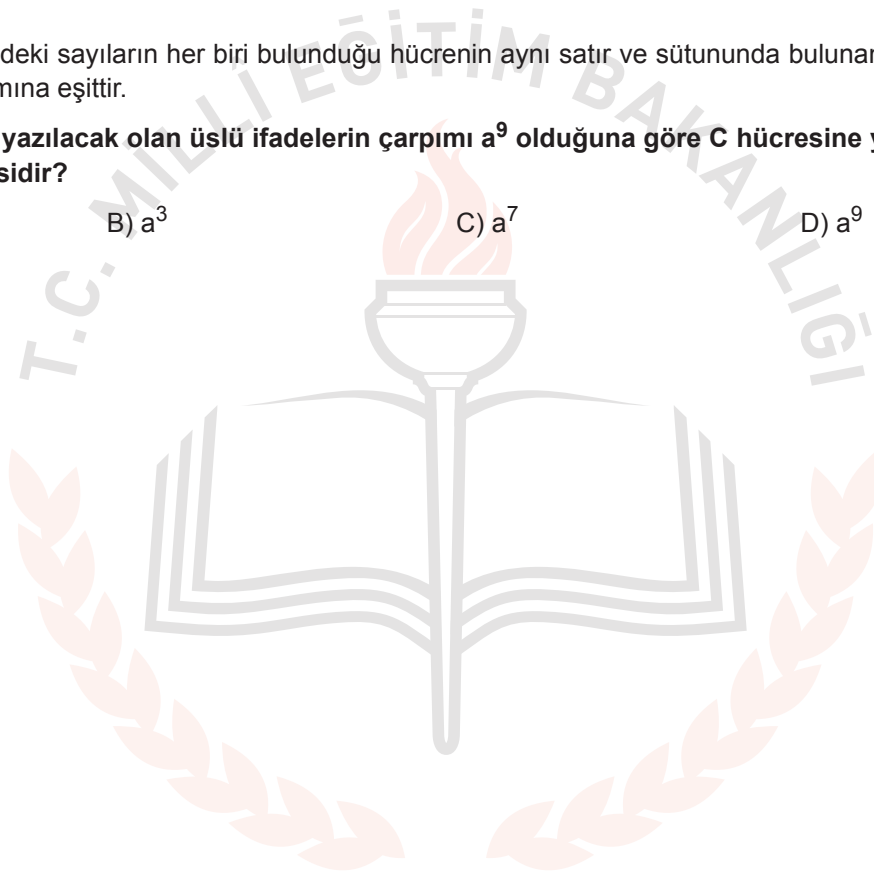 deki sayıların her biri bulunduğu hücrenin aynı satır ve sütununda bulunan
mına eşittir.
yazılacak olan üslü ifadelerin çarpımı a⁹ olduğuna göre C hücresine y
sidir?
B) a³ C) a⁷ D) a⁹
T.C. MİLLÎ EĞİTİM BAKANLIĞI